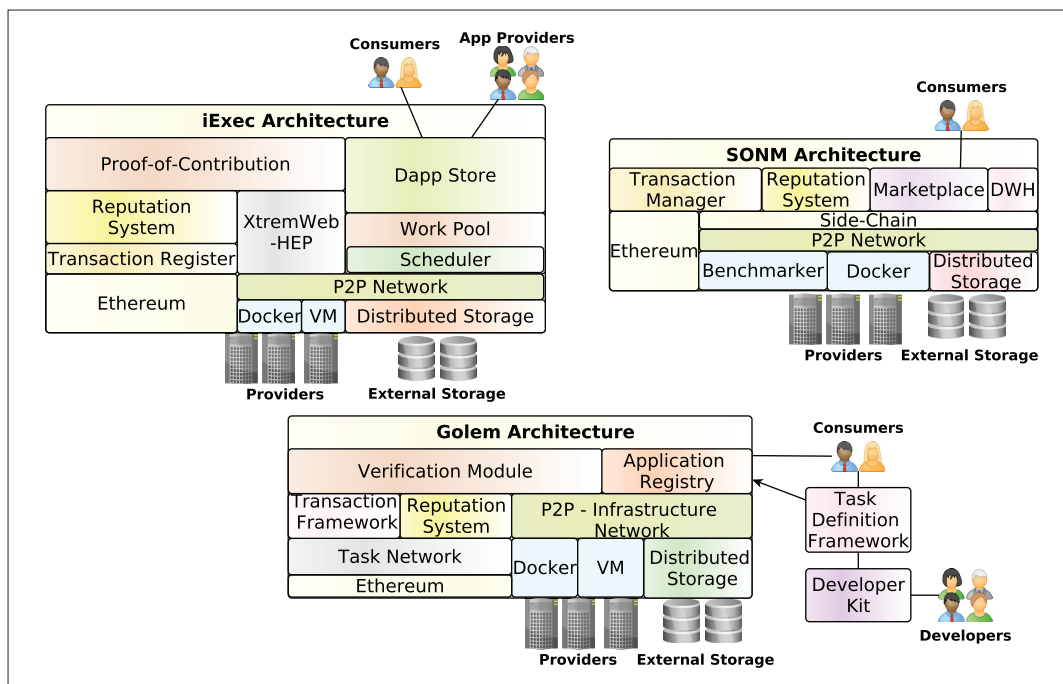 Consumers
App Providers
iExec Architecture
Proof-of-Contribution
Dapp Store
Reputation
System
XtremWeb
-HEP
Work Pool
Transaction Register
Scheduler
Ethereum
P2P Network
Docker
VM
Distributed Storage
Providers
External Storage
Consumers
SONM Architecture
Transaction
Manager
Reputation
System
Marketplace
DWH
Ethereum
Side-Chain
P2P Network
Benchmarker
Docker
Distributed
Storage
Providers
External Storage
Golem Architecture
Verification Module
Application
Registry
Transaction
Framework
Reputation
System
P2P - Infrastructure
Network
Task Network
Ethereum
Docker
VM
Distributed
Storage
Providers
External Storage
Consumers
Task
Definition
Framework
Developer
Kit
Developers